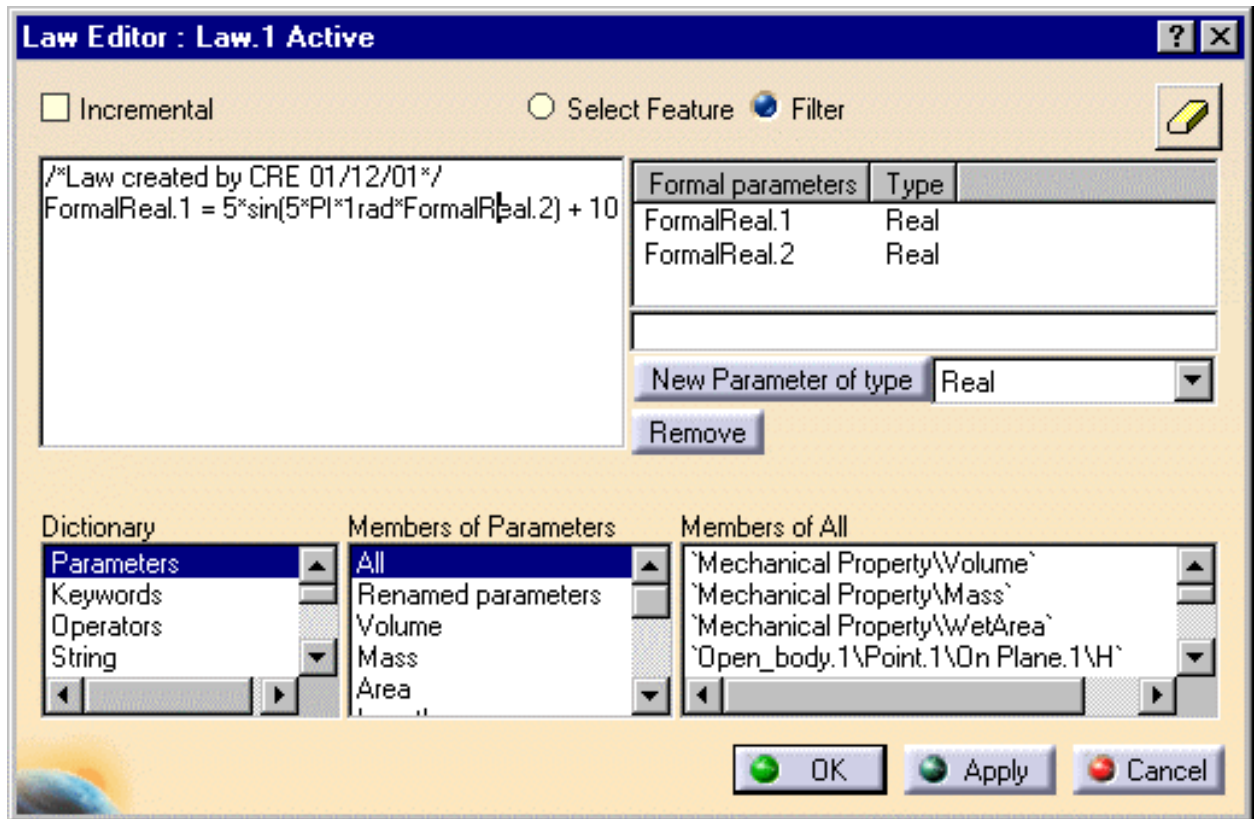 Law Editor : Law.1 Active
Incremental
Select Feature
Filter
/*Law created by CRE 01/12/01*/
FormalReal.1 = 5*sin(5*PI*1rad*FormalReal.2) + 10
Formal parameters Type
FormalReal.1 Real
FormalReal.2 Real
New Parameter of type Real
Remove
Dictionary
Parameters
Keywords
Operators
String
Members of Parameters
All
Renamed parameters
Volume
Mass
Area
Members of All
`Mechanical Property\Volume`
`Mechanical Property\Mass`
`Mechanical Property\WetArea`
`Open_body.1\Point.1\On Plane.1\H`
OK
Apply
Cancel